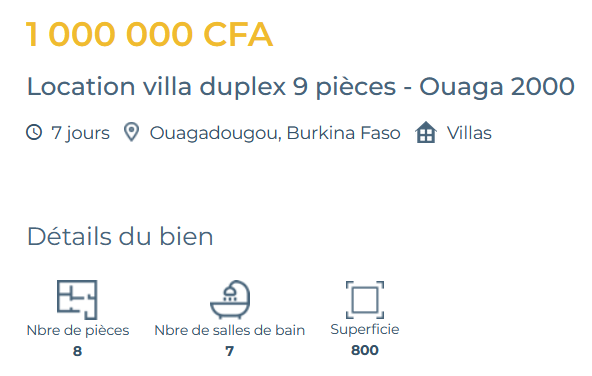 1 000 000 CFA
Location villa duplex 9 pièces - Ouaga 2000
7 jours Ouagadougou, Burkina Faso Villas
Détails du bien
Nbre de pièces Nbre de salles de bain Superficie
8 7 800